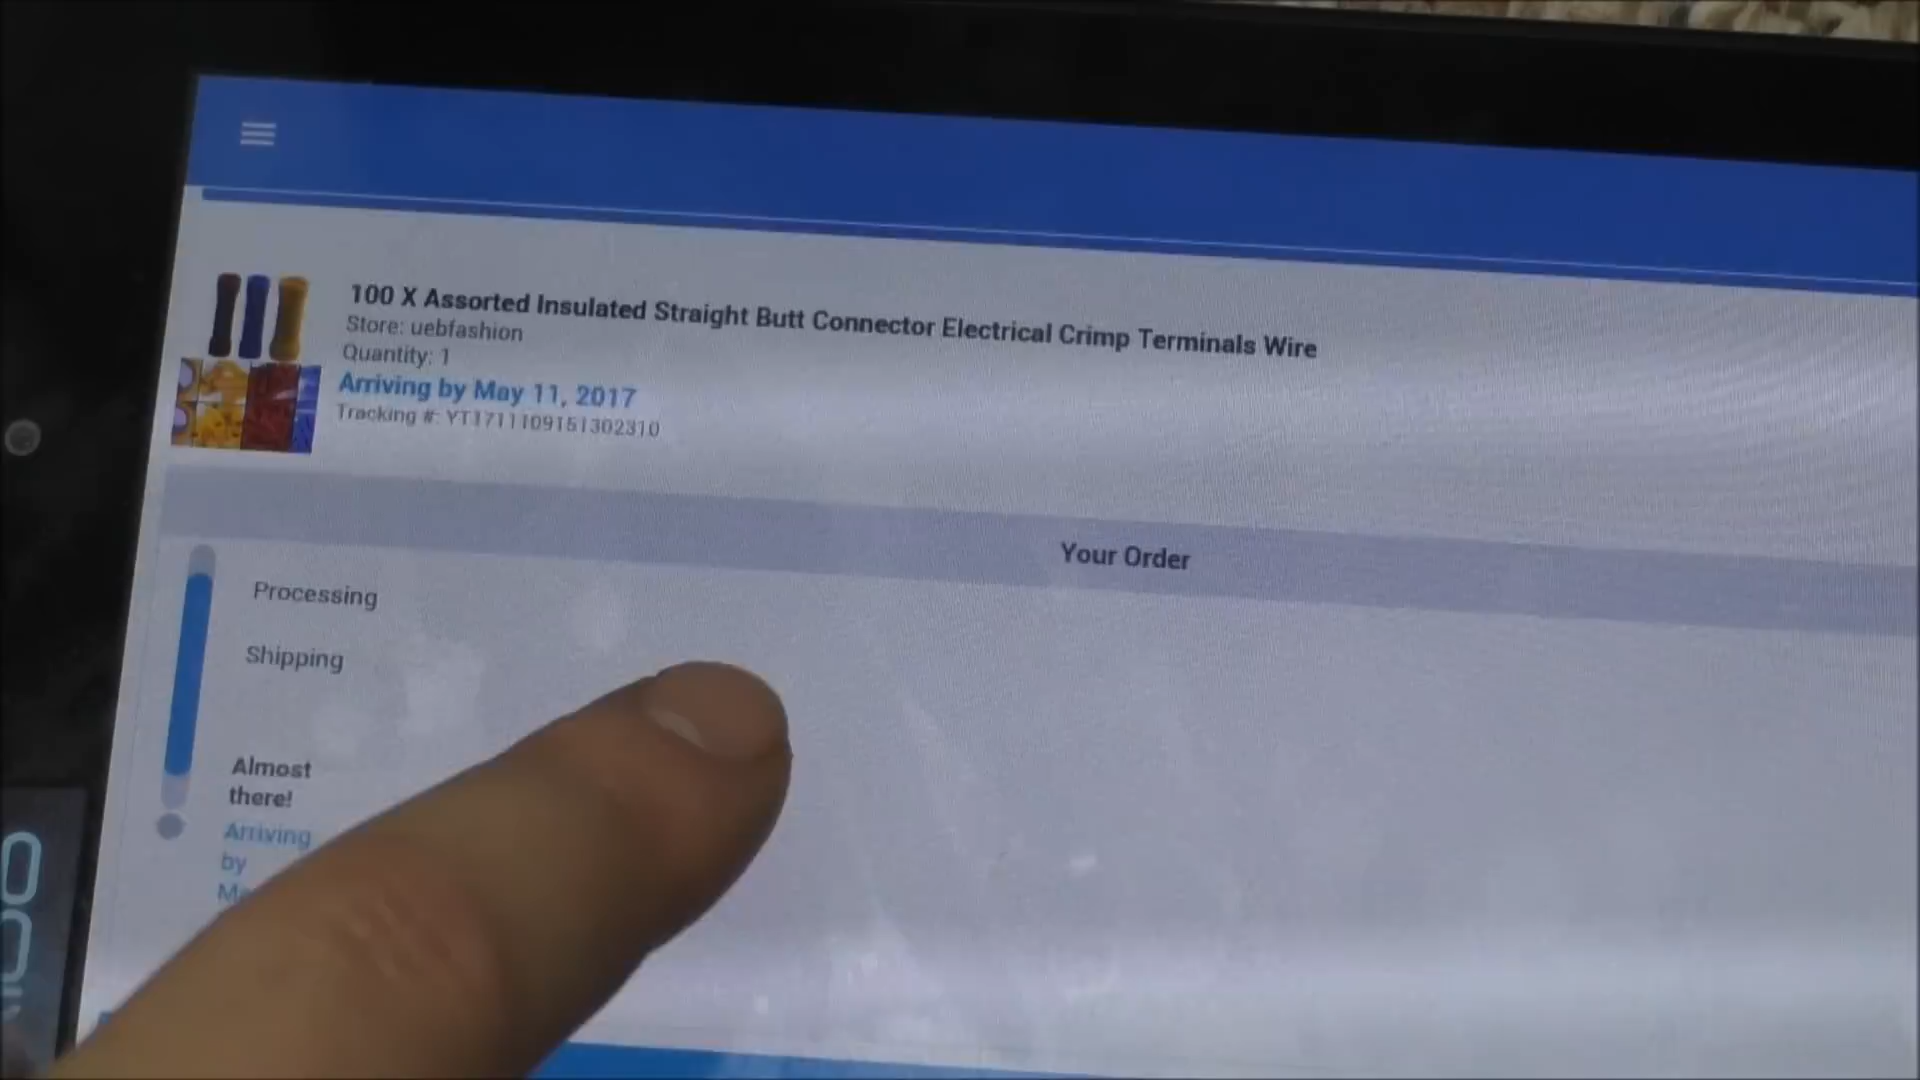 100 X Assorted Insulated Straight Butt Connector Electrical Crimp Terminals Wire
Store: uebfashion
Quantity: 1
Arriving by May 11, 2017
Tracking #: YT1711109151302310
Your Order
Processing
Shipping
Almost
there!
Arriving
by